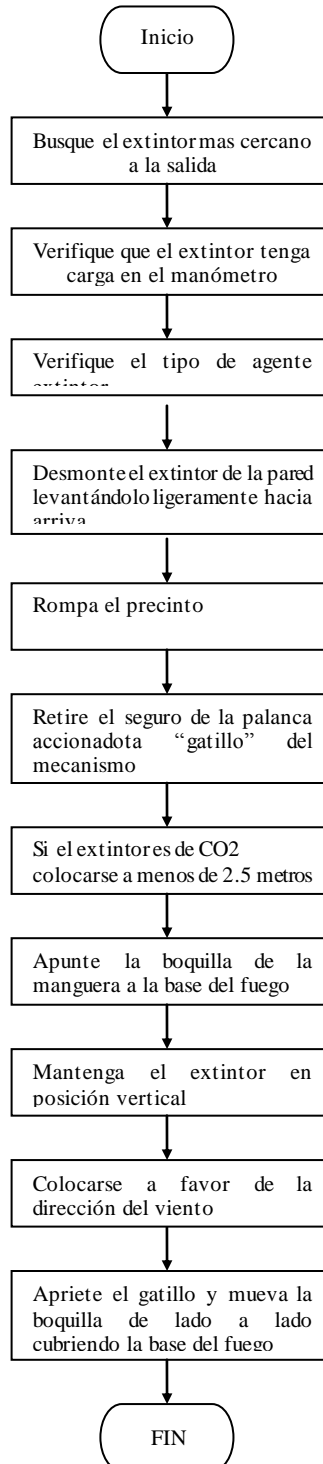 Inicio
Busque el extintor mas cercano
a la salida
Verifique que el extintor tenga
carga en el manómetro
Verifique el tipo de agente
extintor
Desmonte el extintor de la pared
levantándolo ligeramente hacia
arriva
Rompa el precinto
Retire el seguro de la palanca
accionadota “gatillo” del
mecanismo
Si el extintor es de CO2
colocarse a menos de 2.5 metros
Apunte la boquilla de la
manguera a la base del fuego
Mantenga el extintor en
posición vertical
Colocarse a favor de la
dirección del viento
Apriete el gatillo y mueva la
boquilla de lado a lado
cubriendo la base del fuego
FIN